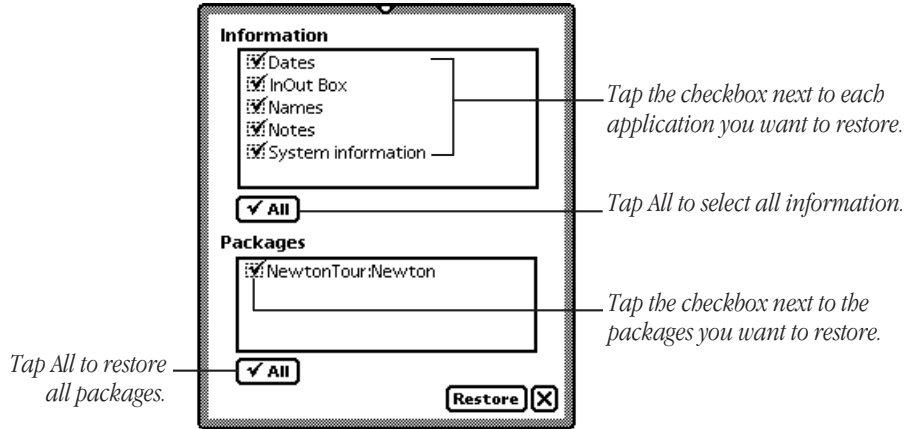 Information
Dates
InOut Box
Names
Notes
System information
Tap the checkbox next to each
application you want to restore.
All
Tap All to select all information.
Packages
NewtonTour:Newton
Tap the checkbox next to the
packages you want to restore.
Tap All to restore
all packages.
All
Restore